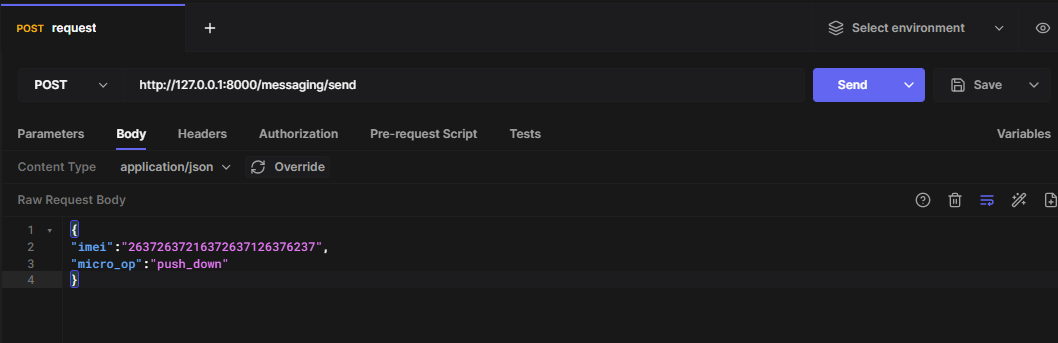 POST request +
Select environment
POST http://127.0.0.1:8000/messaging/send Send Save
Parameters Body Headers Authorization Pre-request Script Tests Variables
Content Type application/json Override
Raw Request Body
1 {
2 "imei":"26372637216372637126376237",
3 "micro_op":"push_down"
4 }